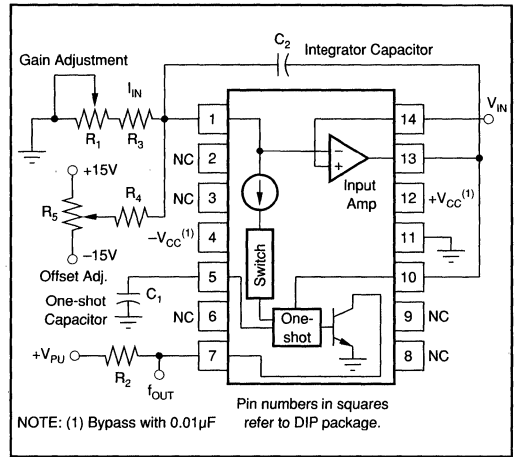 C2
Integrator Capacitor
Gain Adjustment
IIN
R1
R3
+15V
R5
R4
–15V
Offset Adj.
One-shot
Capacitor
C1
+VPU
R2
fOUT
NC
NC
–VCC(1)
NC
1
2
3
4
5
6
7
–
+
Input
Amp
Switch
One-
shot
14
13
12
11
10
9
8
VIN
+VCC(1)
NC
NC
Pin numbers in squares
refer to DIP package.
NOTE: (1) Bypass with 0.01µF